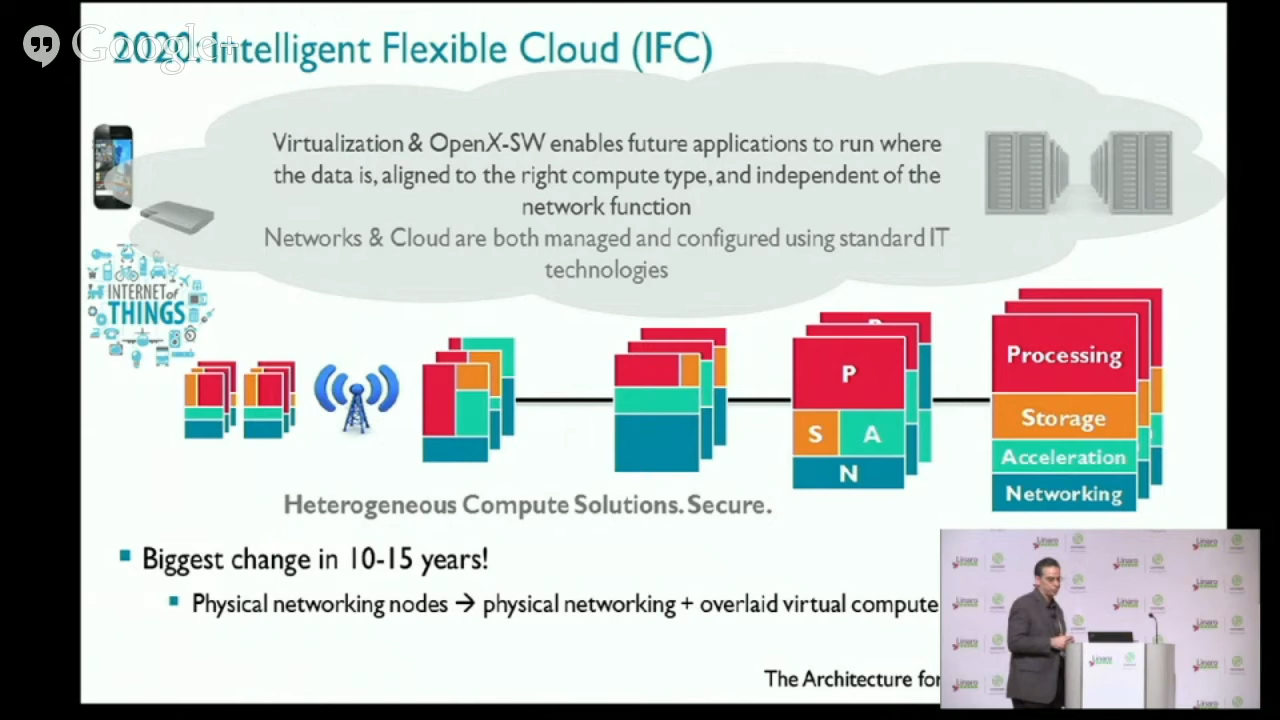 Google+
2020: Intelligent Flexible Cloud (IFC)
Virtualization & OpenX-SW enables future applications to run where
the data is, aligned to the right compute type, and independent of the
network function
Networks & Cloud are both managed and configured using standard IT
technologies
INTERNET of
THINGS
P
S A
N
Processing
Storage
Acceleration
Networking
Heterogeneous Compute Solutions. Secure.
Biggest change in 10-15 years!
Physical networking nodes → physical networking + overlaid virtual compute
The Architecture for
Linaro